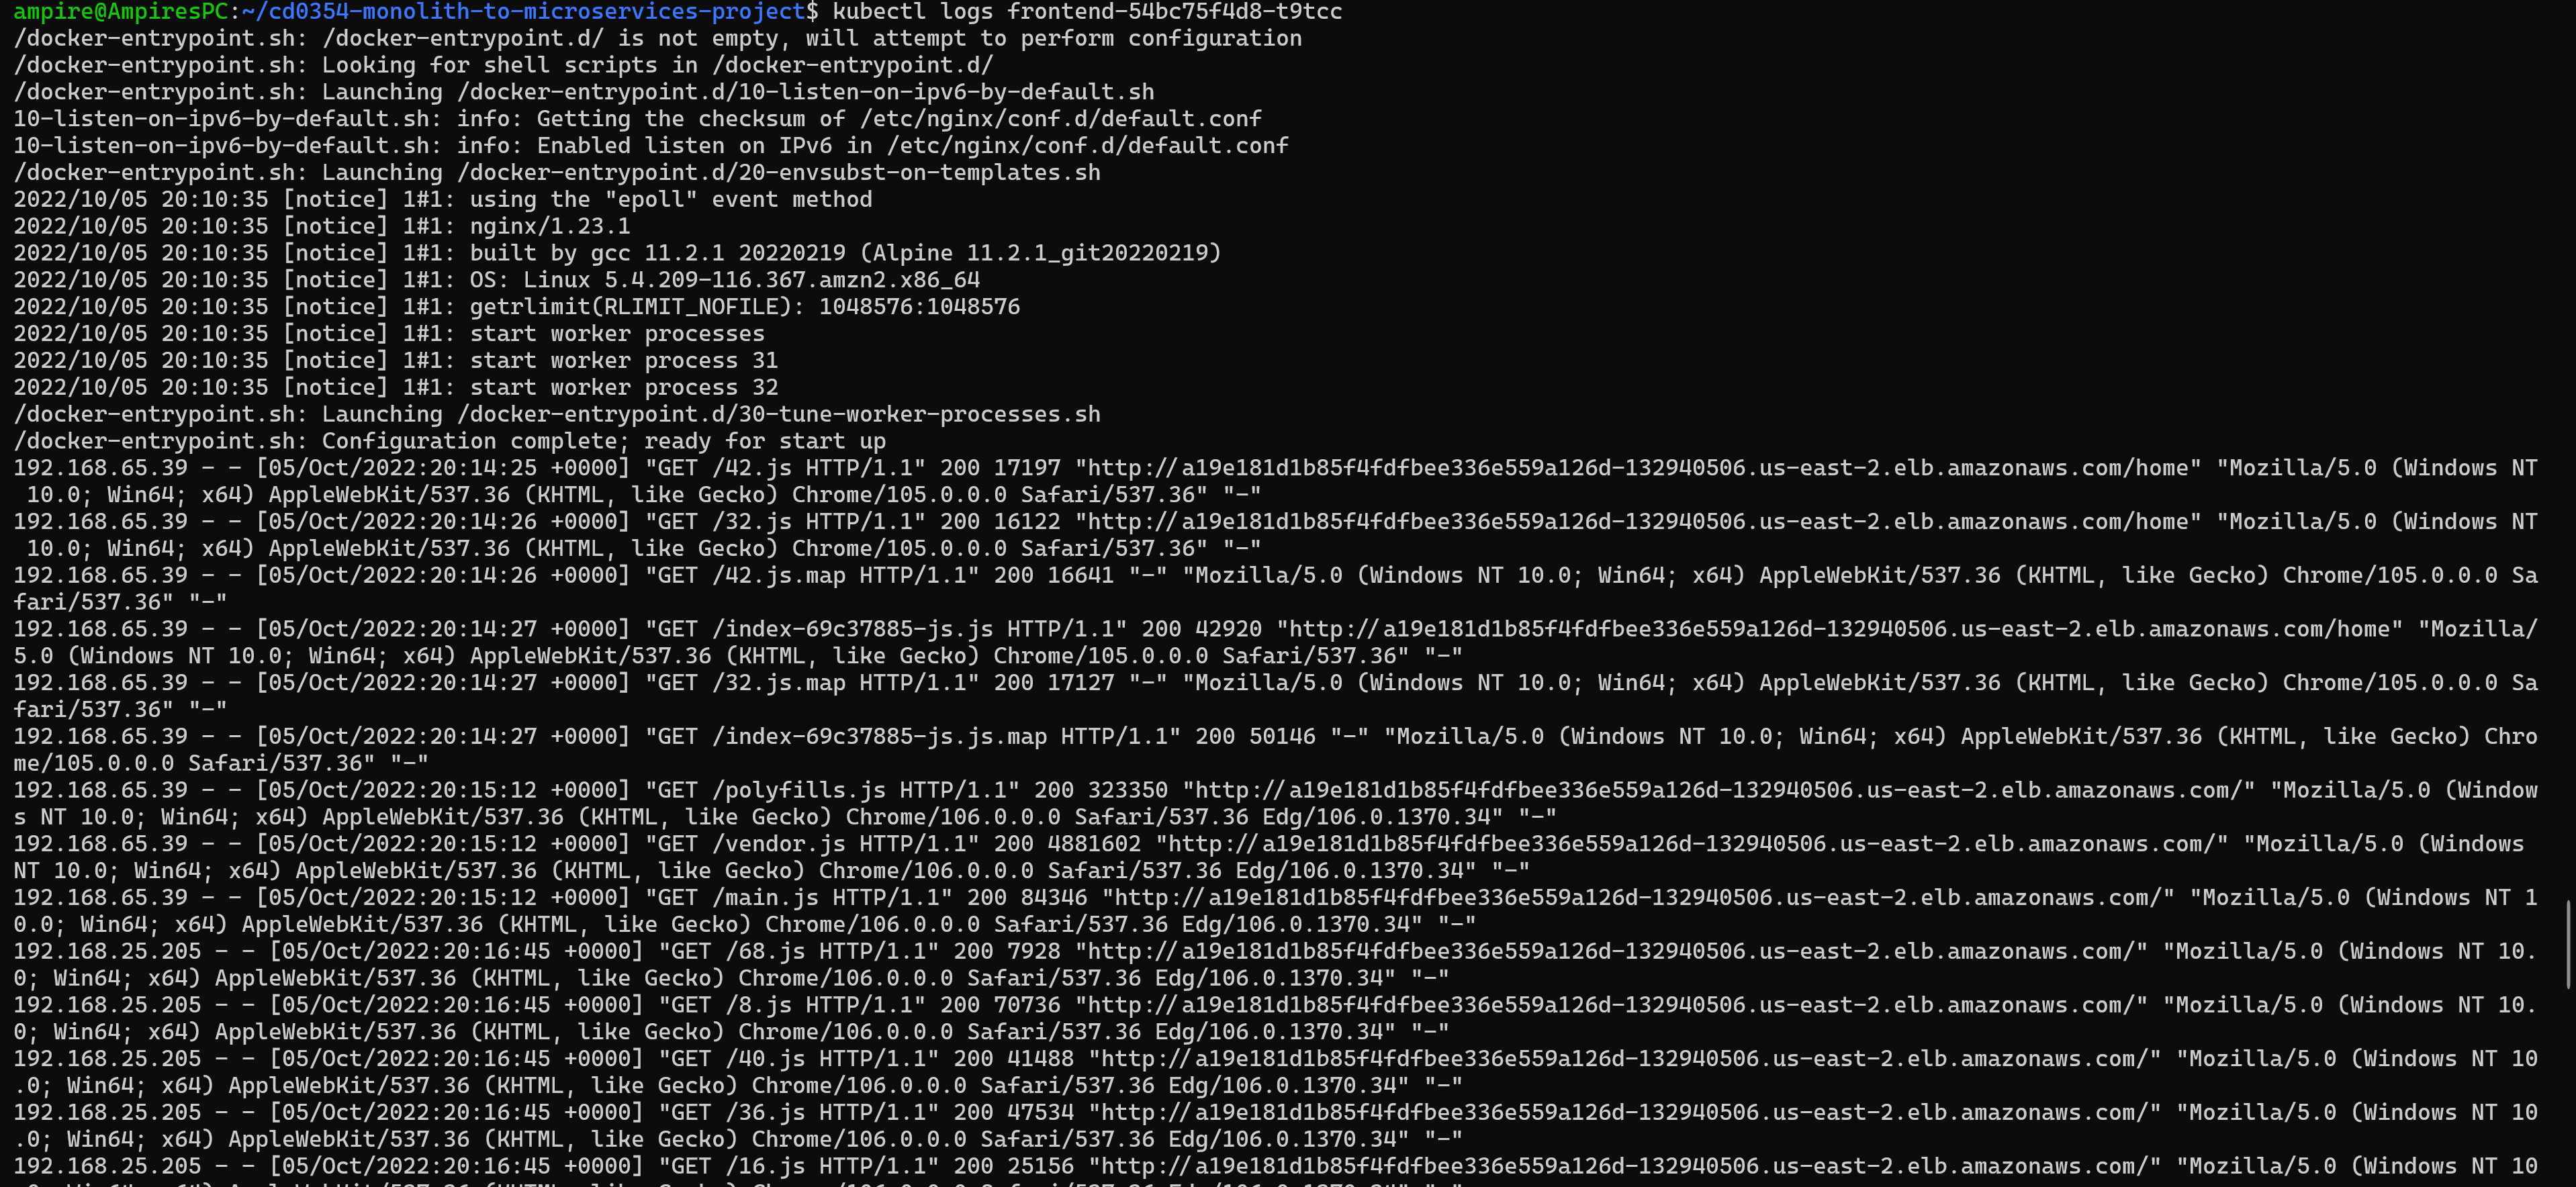 ampire@AmpiresPC:~/cd0354-monolith-to-microservices-project$ kubectl logs frontend-54bc75f4d8-t9tcc
/docker-entrypoint.sh: /docker-entrypoint.d/ is not empty, will attempt to perform configuration
/docker-entrypoint.sh: Looking for shell scripts in /docker-entrypoint.d/
/docker-entrypoint.sh: Launching /docker-entrypoint.d/10-listen-on-ipv6-by-default.sh
10-listen-on-ipv6-by-default.sh: info: Getting the checksum of /etc/nginx/conf.d/default.conf
10-listen-on-ipv6-by-default.sh: info: Enabled listen on IPv6 in /etc/nginx/conf.d/default.conf
/docker-entrypoint.sh: Launching /docker-entrypoint.d/20-envsubst-on-templates.sh
2022/10/05 20:10:35 [notice] 1#1: using the "epoll" event method
2022/10/05 20:10:35 [notice] 1#1: nginx/1.23.1
2022/10/05 20:10:35 [notice] 1#1: built by gcc 11.2.1 20220219 (Alpine 11.2.1_git20220219)
2022/10/05 20:10:35 [notice] 1#1: OS: Linux 5.4.209-116.367.amzn2.x86_64
2022/10/05 20:10:35 [notice] 1#1: getrlimit(RLIMIT_NOFILE): 1048576:1048576
2022/10/05 20:10:35 [notice] 1#1: start worker processes
2022/10/05 20:10:35 [notice] 1#1: start worker process 31
2022/10/05 20:10:35 [notice] 1#1: start worker process 32
/docker-entrypoint.sh: Launching /docker-entrypoint.d/30-tune-worker-processes.sh
/docker-entrypoint.sh: Configuration complete; ready for start up
192.168.65.39 - - [05/Oct/2022:20:14:25 +0000] "GET /42.js HTTP/1.1" 200 17197 "http://a19e181d1b85f4fdfbee336e559a126d-132940506.us-east-2.elb.amazonaws.com/home" "Mozilla/5.0 (Windows NT
 10.0; Win64; x64) AppleWebKit/537.36 (KHTML, like Gecko) Chrome/105.0.0.0 Safari/537.36" "-"
192.168.65.39 - - [05/Oct/2022:20:14:26 +0000] "GET /32.js HTTP/1.1" 200 16122 "http://a19e181d1b85f4fdfbee336e559a126d-132940506.us-east-2.elb.amazonaws.com/home" "Mozilla/5.0 (Windows NT
 10.0; Win64; x64) AppleWebKit/537.36 (KHTML, like Gecko) Chrome/105.0.0.0 Safari/537.36" "-"
192.168.65.39 - - [05/Oct/2022:20:14:26 +0000] "GET /42.js.map HTTP/1.1" 200 16641 "-" "Mozilla/5.0 (Windows NT 10.0; Win64; x64) AppleWebKit/537.36 (KHTML, like Gecko) Chrome/105.0.0.0 Sa
fari/537.36" "-"
192.168.65.39 - - [05/Oct/2022:20:14:27 +0000] "GET /index-69c37885-js.js HTTP/1.1" 200 42920 "http://a19e181d1b85f4fdfbee336e559a126d-132940506.us-east-2.elb.amazonaws.com/home" "Mozilla/
5.0 (Windows NT 10.0; Win64; x64) AppleWebKit/537.36 (KHTML, like Gecko) Chrome/105.0.0.0 Safari/537.36" "-"
192.168.65.39 - - [05/Oct/2022:20:14:27 +0000] "GET /32.js.map HTTP/1.1" 200 17127 "-" "Mozilla/5.0 (Windows NT 10.0; Win64; x64) AppleWebKit/537.36 (KHTML, like Gecko) Chrome/105.0.0.0 Sa
fari/537.36" "-"
192.168.65.39 - - [05/Oct/2022:20:14:27 +0000] "GET /index-69c37885-js.js.map HTTP/1.1" 200 50146 "-" "Mozilla/5.0 (Windows NT 10.0; Win64; x64) AppleWebKit/537.36 (KHTML, like Gecko) Chro
me/105.0.0.0 Safari/537.36" "-"
192.168.65.39 - - [05/Oct/2022:20:15:12 +0000] "GET /polyfills.js HTTP/1.1" 200 323350 "http://a19e181d1b85f4fdfbee336e559a126d-132940506.us-east-2.elb.amazonaws.com/" "Mozilla/5.0 (Window
s NT 10.0; Win64; x64) AppleWebKit/537.36 (KHTML, like Gecko) Chrome/106.0.0.0 Safari/537.36 Edg/106.0.1370.34" "-"
192.168.65.39 - - [05/Oct/2022:20:15:12 +0000] "GET /vendor.js HTTP/1.1" 200 4881602 "http://a19e181d1b85f4fdfbee336e559a126d-132940506.us-east-2.elb.amazonaws.com/" "Mozilla/5.0 (Windows
NT 10.0; Win64; x64) AppleWebKit/537.36 (KHTML, like Gecko) Chrome/106.0.0.0 Safari/537.36 Edg/106.0.1370.34" "-"
192.168.65.39 - - [05/Oct/2022:20:15:12 +0000] "GET /main.js HTTP/1.1" 200 84346 "http://a19e181d1b85f4fdfbee336e559a126d-132940506.us-east-2.elb.amazonaws.com/" "Mozilla/5.0 (Windows NT 1
0.0; Win64; x64) AppleWebKit/537.36 (KHTML, like Gecko) Chrome/106.0.0.0 Safari/537.36 Edg/106.0.1370.34" "-"
192.168.25.205 - - [05/Oct/2022:20:16:45 +0000] "GET /68.js HTTP/1.1" 200 7928 "http://a19e181d1b85f4fdfbee336e559a126d-132940506.us-east-2.elb.amazonaws.com/" "Mozilla/5.0 (Windows NT 10.
0; Win64; x64) AppleWebKit/537.36 (KHTML, like Gecko) Chrome/106.0.0.0 Safari/537.36 Edg/106.0.1370.34" "-"
192.168.25.205 - - [05/Oct/2022:20:16:45 +0000] "GET /8.js HTTP/1.1" 200 70736 "http://a19e181d1b85f4fdfbee336e559a126d-132940506.us-east-2.elb.amazonaws.com/" "Mozilla/5.0 (Windows NT 10.
0; Win64; x64) AppleWebKit/537.36 (KHTML, like Gecko) Chrome/106.0.0.0 Safari/537.36 Edg/106.0.1370.34" "-"
192.168.25.205 - - [05/Oct/2022:20:16:45 +0000] "GET /40.js HTTP/1.1" 200 41488 "http://a19e181d1b85f4fdfbee336e559a126d-132940506.us-east-2.elb.amazonaws.com/" "Mozilla/5.0 (Windows NT 10
.0; Win64; x64) AppleWebKit/537.36 (KHTML, like Gecko) Chrome/106.0.0.0 Safari/537.36 Edg/106.0.1370.34" "-"
192.168.25.205 - - [05/Oct/2022:20:16:45 +0000] "GET /36.js HTTP/1.1" 200 47534 "http://a19e181d1b85f4fdfbee336e559a126d-132940506.us-east-2.elb.amazonaws.com/" "Mozilla/5.0 (Windows NT 10
.0; Win64; x64) AppleWebKit/537.36 (KHTML, like Gecko) Chrome/106.0.0.0 Safari/537.36 Edg/106.0.1370.34" "-"
192.168.25.205 - - [05/Oct/2022:20:16:45 +0000] "GET /16.js HTTP/1.1" 200 25156 "http://a19e181d1b85f4fdfbee336e559a126d-132940506.us-east-2.elb.amazonaws.com/" "Mozilla/5.0 (Windows NT 10